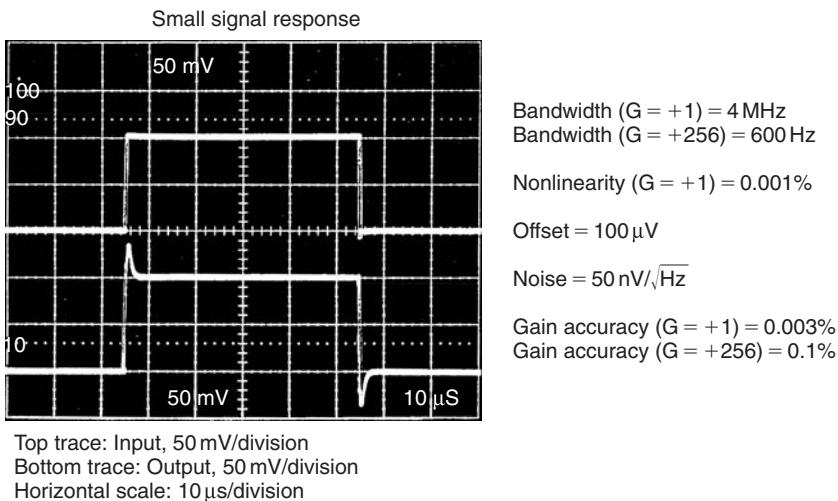 Small signal response
50 mV
100
90
10
50 mV
10 μS
Bandwidth (G = +1) = 4 MHz
Bandwidth (G = +256) = 600 Hz
Nonlinearity (G = +1) = 0.001%
Offset = 100 μV
Noise = 50 nV/√Hz
Gain accuracy (G = +1) = 0.003%
Gain accuracy (G = +256) = 0.1%
Top trace: Input, 50 mV/division
Bottom trace: Output, 50 mV/division
Horizontal scale: 10 μs/division